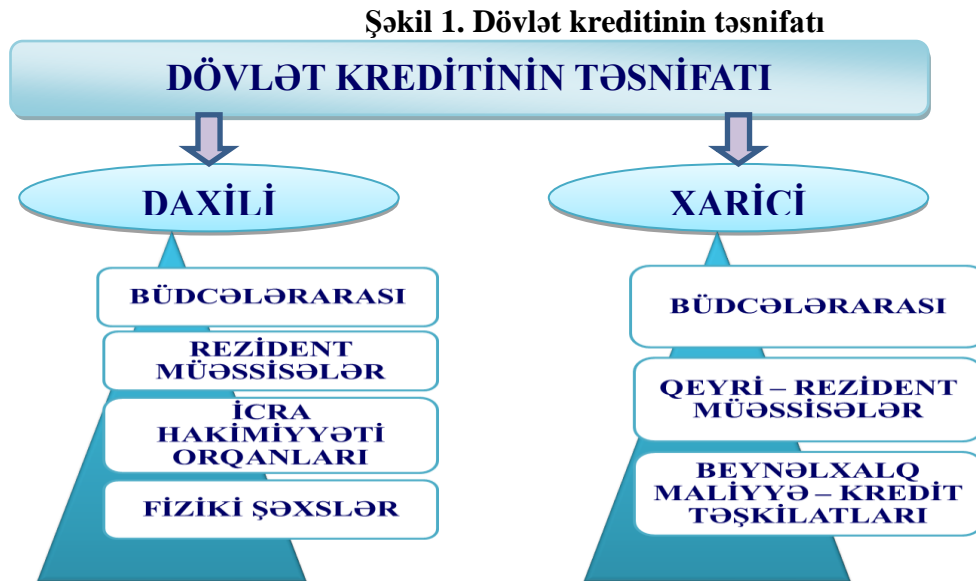 Şəkil 1. Dövlət kreditinin təsnifatı
DÖVLƏT KREDİTİNİN TƏSNİFATI
DAXİLİ
BÜDCƏLƏRARASI
REZİDENT
MÜƏSSİSƏLƏR
İCRA
HAKİMİYYƏTİ
ORQANLARI
FİZİKİ ŞƏXSLƏR
XARİCİ
BÜDCƏLƏRARASI
QEYRİ – REZİDENT
MÜƏSSİSƏLƏR
BEYNƏLXALQ
MALİYYƏ – KREDİT
TƏŞKİLATLARI